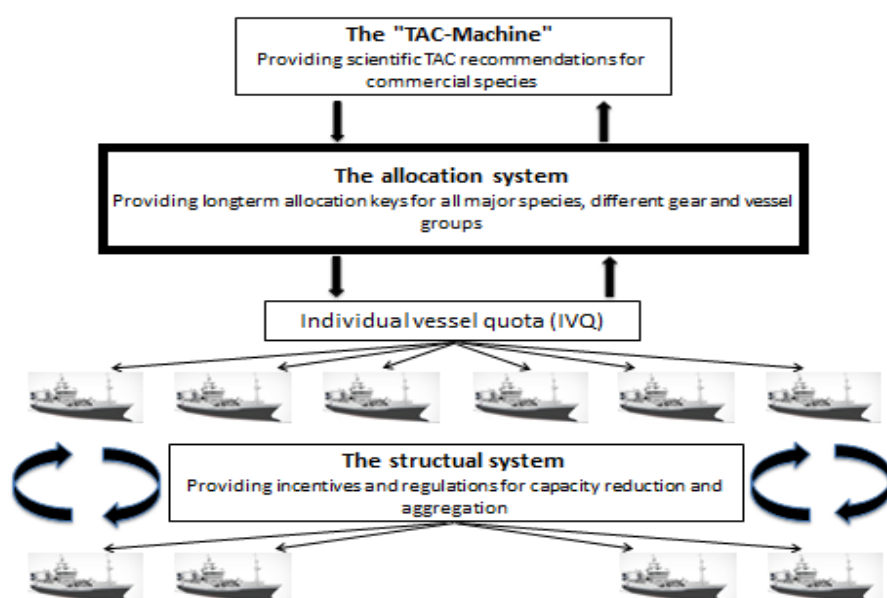 The "TAC-Machine"
Providing scientific TAC recommendations for
commercial species
The allocation system
Providing longterm allocation keys for all major species, different gear and vessel
groups
Individual vessel quota (IVQ)
The structual system
Providing incentives and regulations for capacity reduction and
aggregation